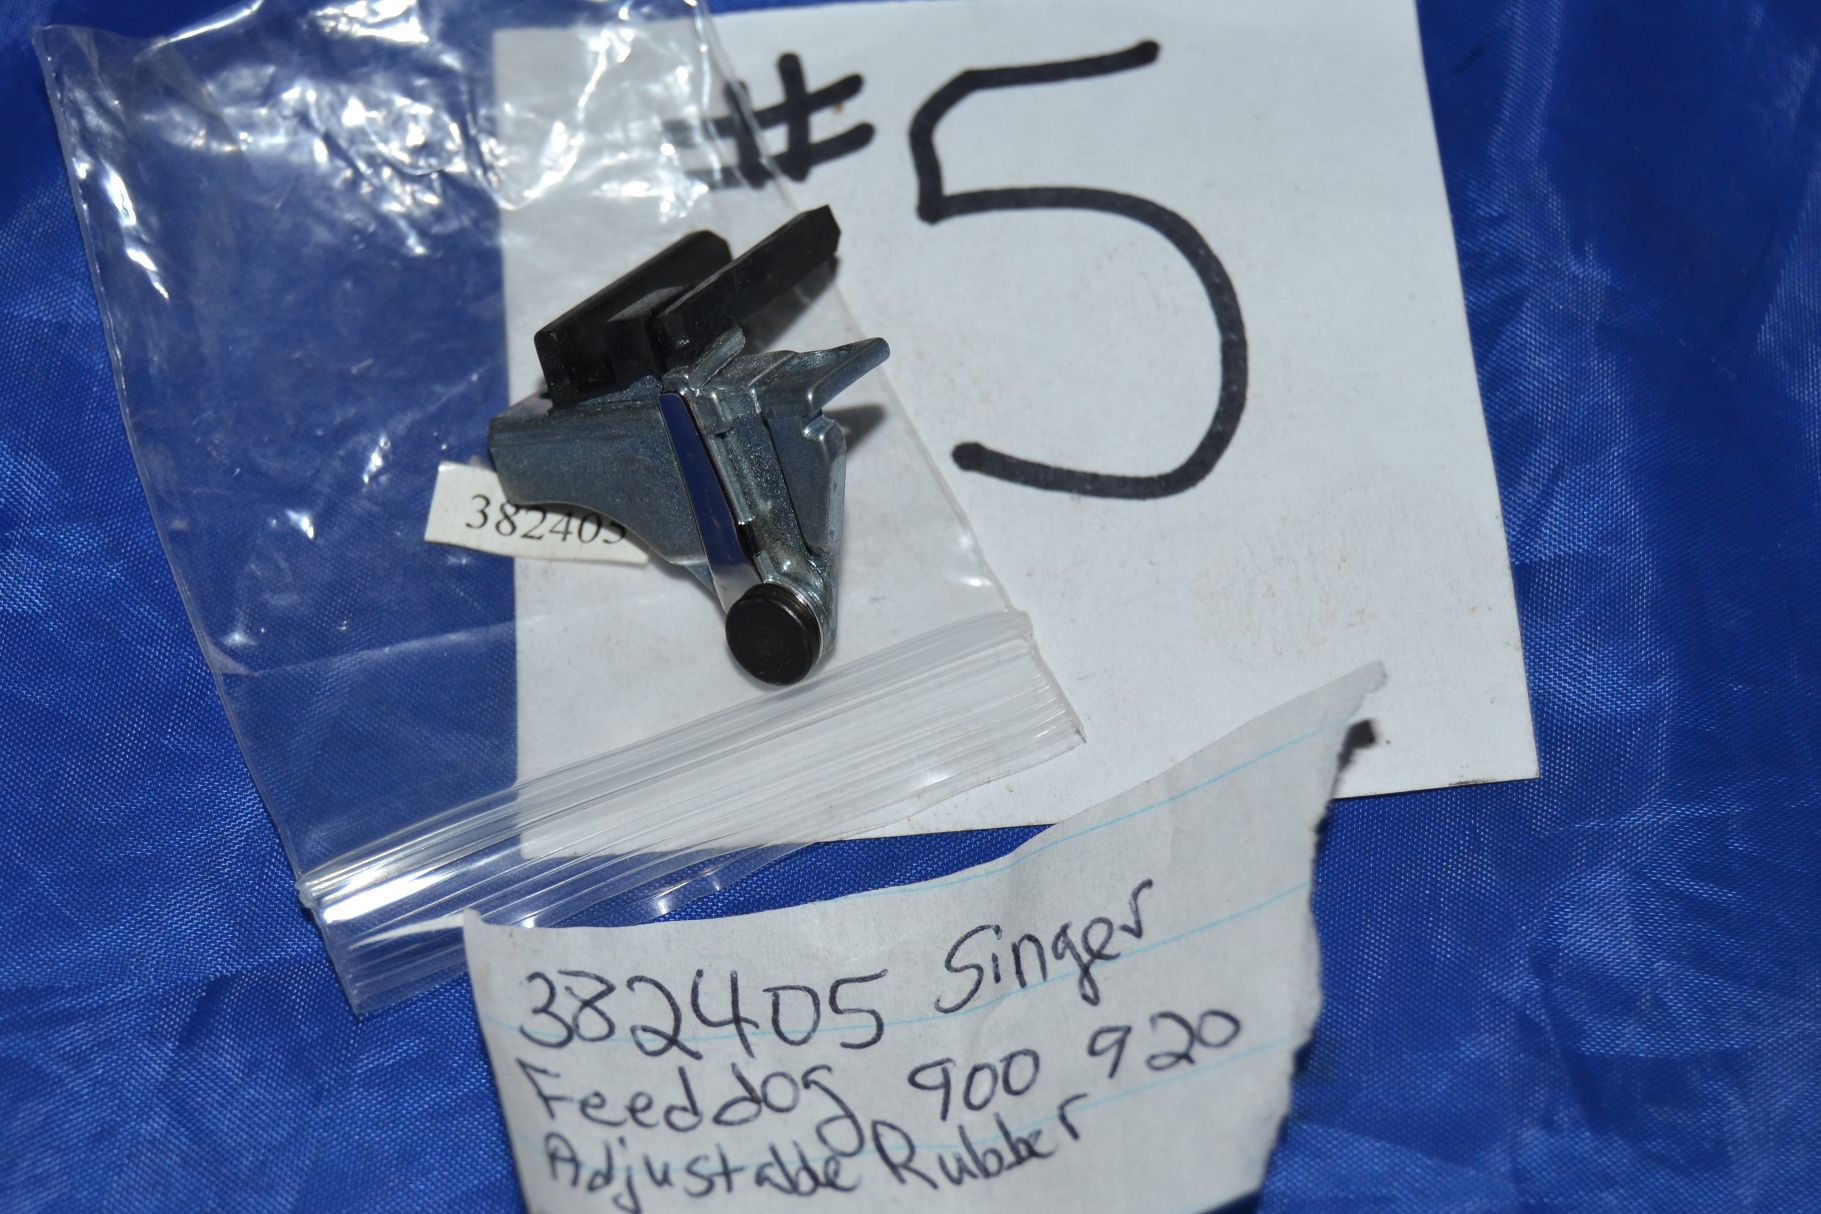 #5
382405
382405 Singer
Feeddog 900 920
Adjustable Rubber